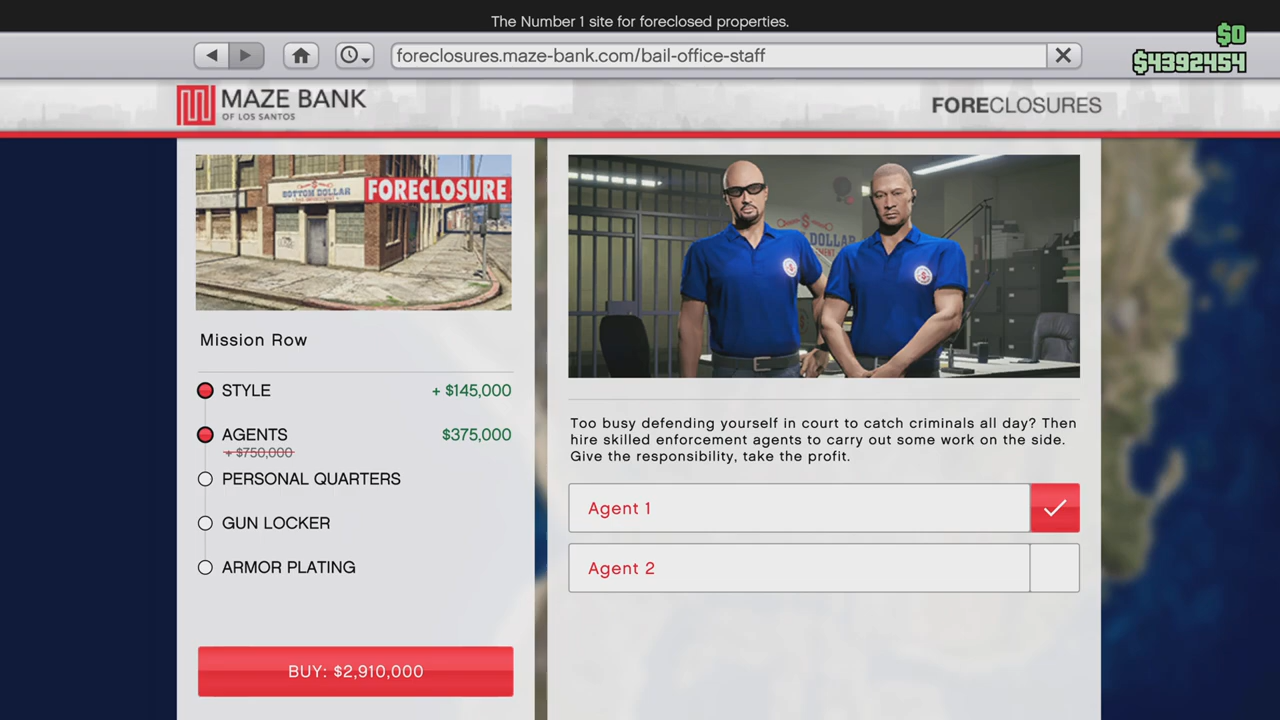 The Number 1 site for foreclosed properties.
$0
foreclosures.maze-bank.com/bail-office-staff
$4392454
MAZE BANK
OF LOS SANTOS
FORECLOSURES
BOTTOM DOLLAR
FORECLOSURE
DOLLAR
Mission Row
STYLE + $145,000
AGENTS $375,000
+ $750,000
PERSONAL QUARTERS
GUN LOCKER
ARMOR PLATING
BUY: $2,910,000
Too busy defending yourself in court to catch criminals all day? Then
hire skilled enforcement agents to carry out some work on the side.
Give the responsibility, take the profit.
Agent 1
Agent 2